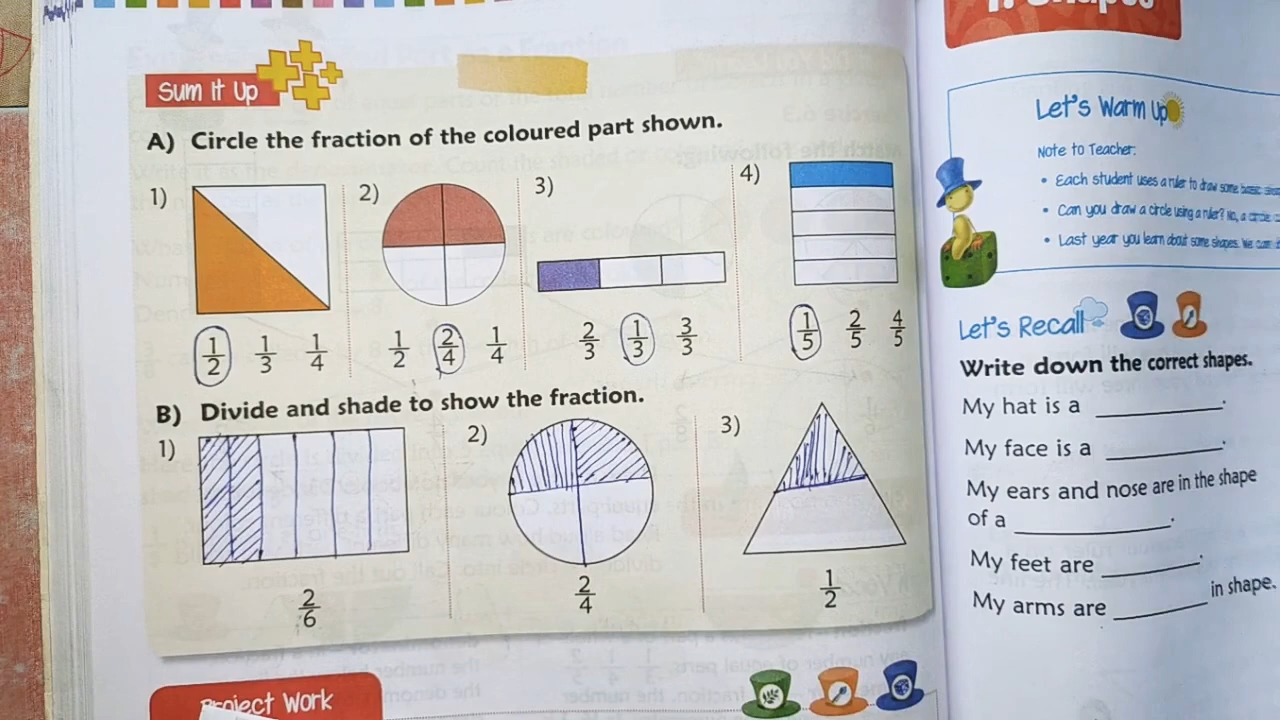 Sum It Up
A) Circle the fraction of the coloured part shown.
1) 2) 3) 4)
1/2 1/3 1/4 1/2 2/4 1/4 2/3 1/3 3/3 1/5 2/5 4/5
B) Divide and shade to show the fraction.
1) 2) 3)
2/6 2/4 1/2
Project Work
Let's Warm Up
Note to Teacher:
• Each student uses a ruler to draw some basic
• Can you draw a circle using a ruler? No, a circle
• Last year you learn about some shapes. We can
Let's Recall
Write down the correct shapes.
My hat is a ________.
My face is a ________.
My ears and nose are in the shape
of a ________.
My feet are ________.
My arms are ________ in shape.